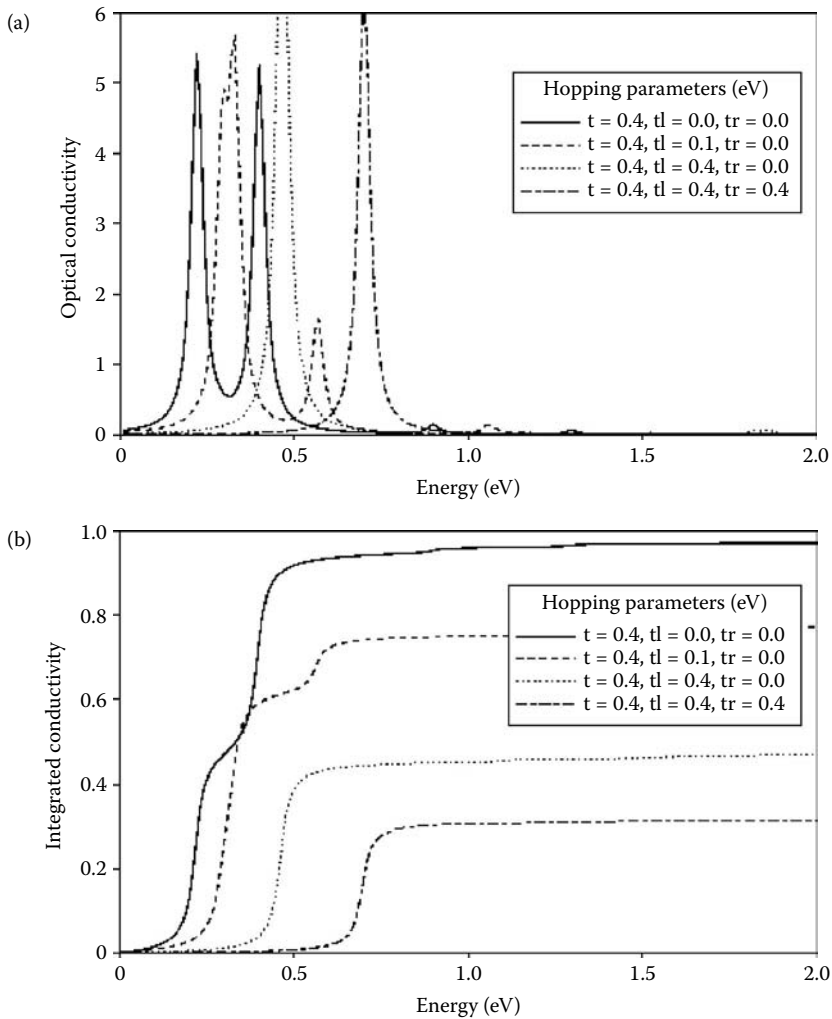 (a)
6
5
4
3
2
1
0
Optical conductivity
Hopping parameters (eV)
t = 0.4, tl = 0.0, tr = 0.0
t = 0.4, tl = 0.1, tr = 0.0
t = 0.4, tl = 0.4, tr = 0.0
t = 0.4, tl = 0.4, tr = 0.4
0 0.5 1.0 1.5 2.0
Energy (eV)
(b)
1.0
0.8
0.6
0.4
0.2
0
Integrated conductivity
Hopping parameters (eV)
t = 0.4, tl = 0.0, tr = 0.0
t = 0.4, tl = 0.1, tr = 0.0
t = 0.4, tl = 0.4, tr = 0.0
t = 0.4, tl = 0.4, tr = 0.4
0 0.5 1.0 1.5 2.0
Energy (eV)